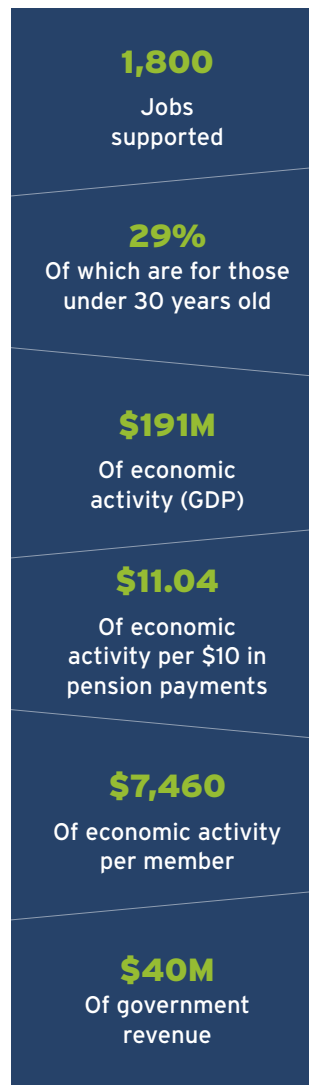 1,800
Jobs
supported
29%
Of which are for those
under 30 years old
$191M
Of economic
activity (GDP)
$11.04
Of economic
activity per $10 in
pension payments
$7,460
Of economic activity
per member
$40M
Of government
revenue